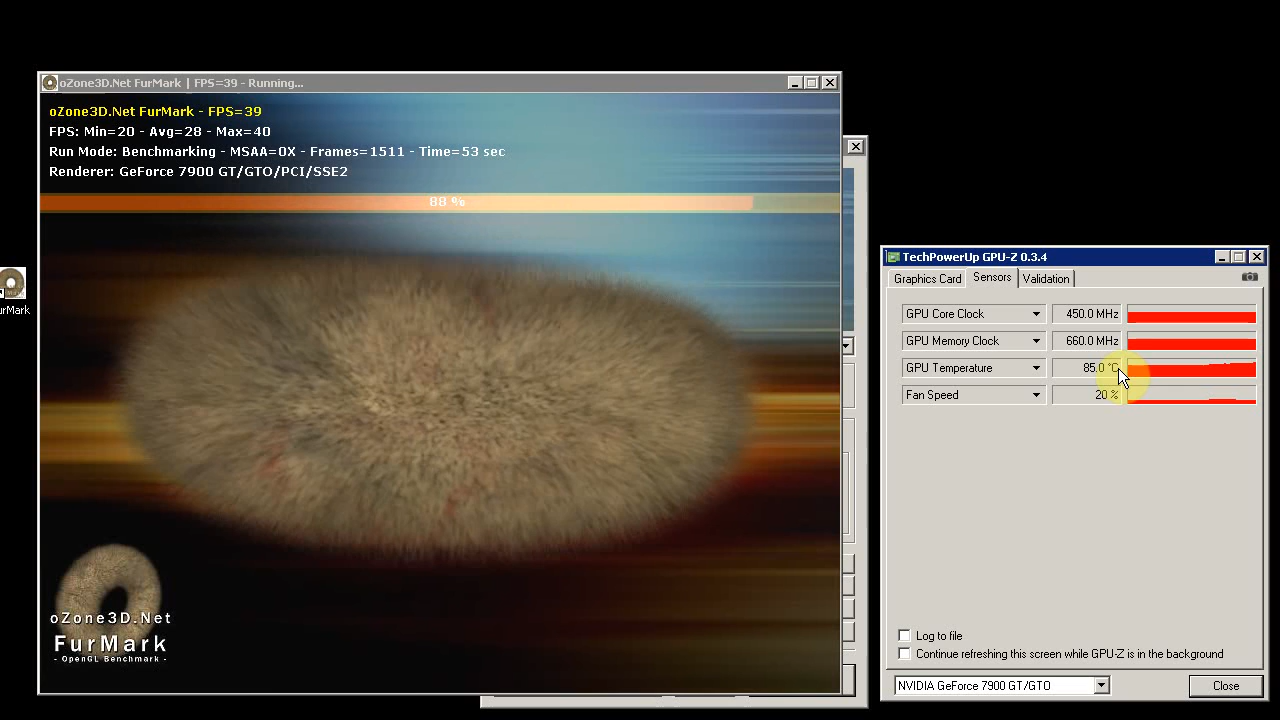 oZone3D.Net FurMark | FPS=39 - Running...
oZone3D.Net FurMark - FPS=39
FPS: Min=20 - Avg=28 - Max=40
Run Mode: Benchmarking - MSAA=0X - Frames=1511 - Time=53 sec
Renderer: GeForce 7900 GT/GTO/PCI/SSE2
88 %
urMark
oZone3D.Net
FurMark
- OpenGL Benchmark -
TechPowerUp GPU-Z 0.3.4
Graphics Card Sensors Validation
GPU Core Clock 450.0 MHz
GPU Memory Clock 660.0 MHz
GPU Temperature 85.0 °C
Fan Speed 20 %
Log to file
Continue refreshing this screen while GPU-Z is in the background
NVIDIA GeForce 7900 GT/GTO Close